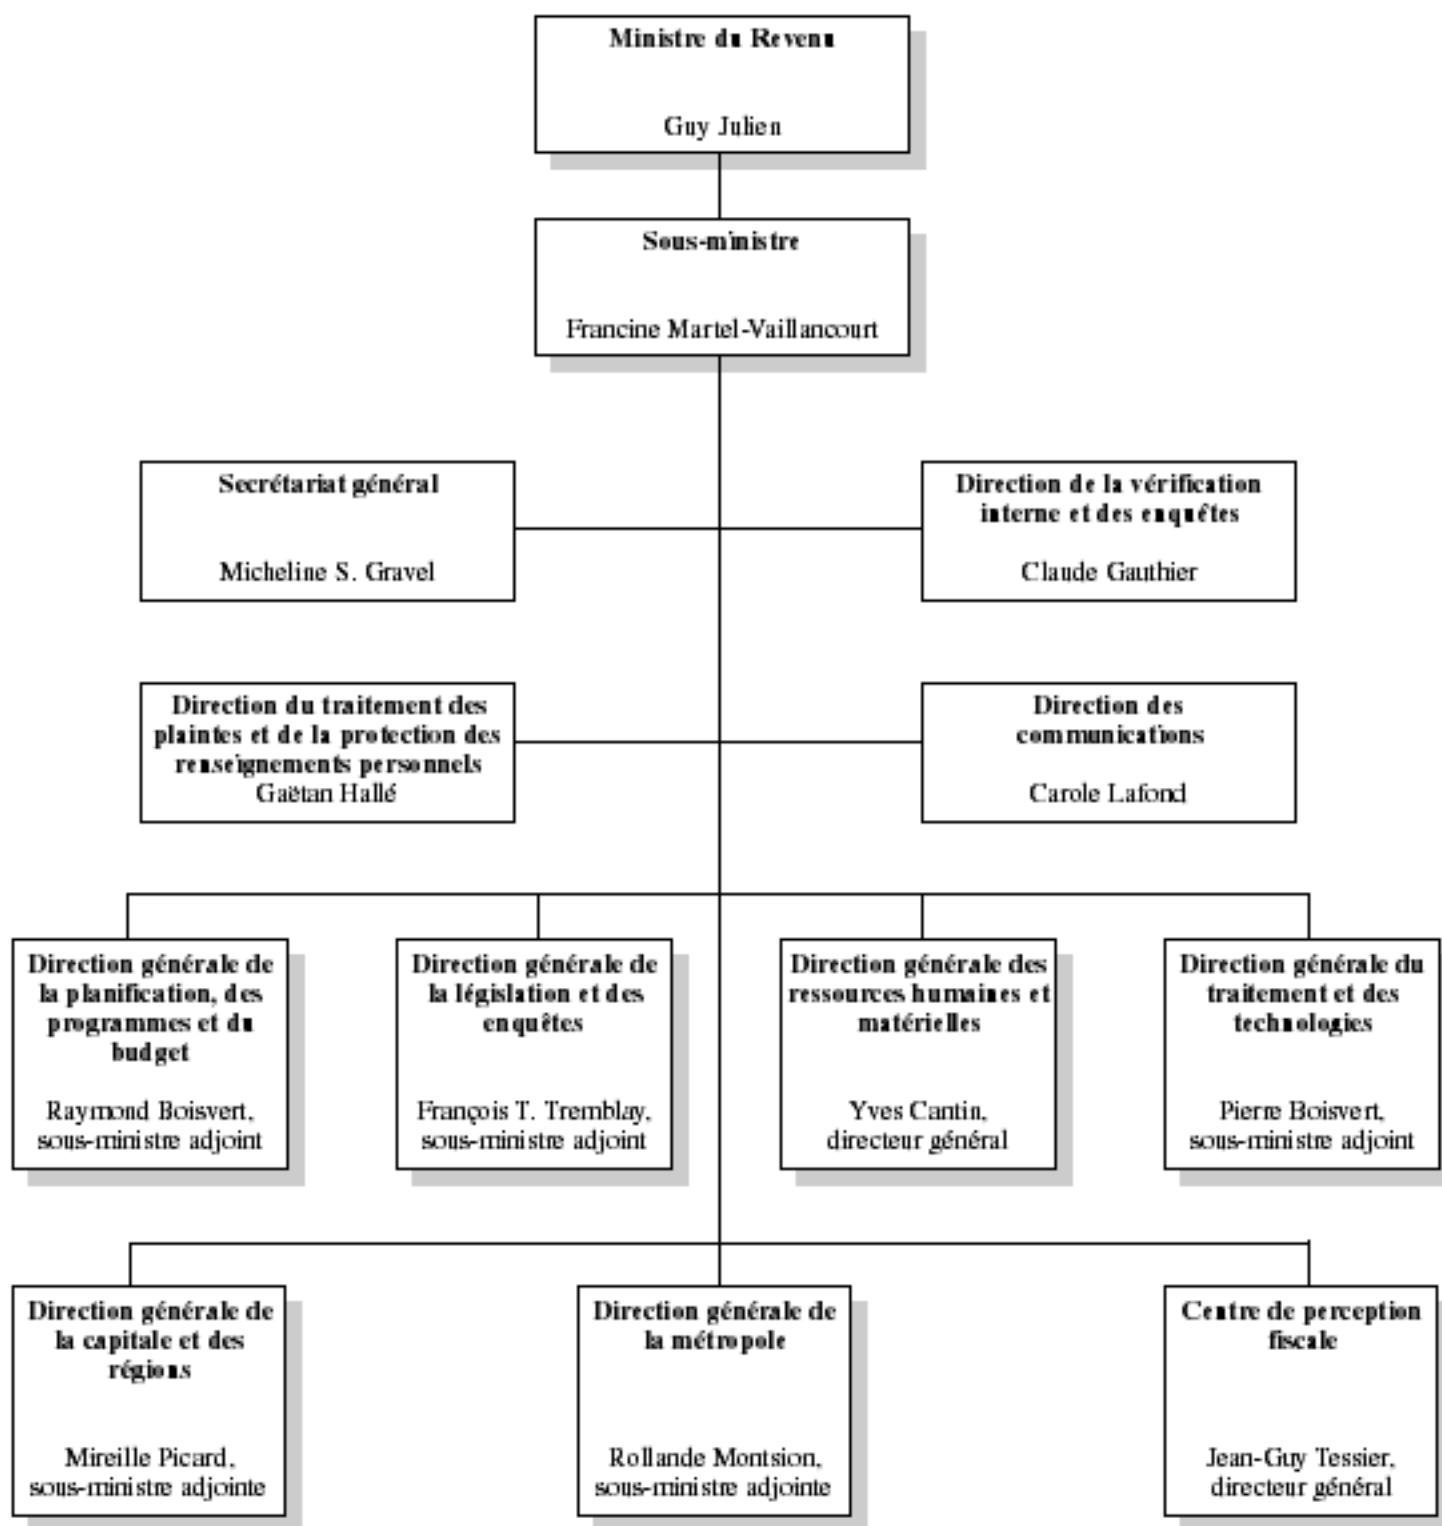 Ministre du Revenu
Guy Julien
Sous-ministre
Francine Martel-Vaillancourt
Secrétariat général
Micheline S. Gravel
Direction de la vérification
interne et des enquêtes
Claude Gauthier
Direction du traitement des
plaintes et de la protection des
renseignements personnels
Gaëtan Hallé
Direction des
communications
Carole Lafond
Direction générale de
la planification, des
programmes et du
budget
Raymond Boisvert,
sous-ministre adjoint
Direction générale de
la législation et des
enquêtes
François T. Tremblay,
sous-ministre adjoint
Direction générale des
ressources humaines et
matérielles
Yves Cantin,
directeur général
Direction générale du
traitement et des
technologies
Pierre Boisvert,
sous-ministre adjoint
Direction générale de
la capitale et des
régions
Mireille Picard,
sous-ministre adjointe
Direction générale de
la métropole
Rollande Montsion,
sous-ministre adjointe
Centre de perception
fiscale
Jean-Guy Tessier,
directeur général